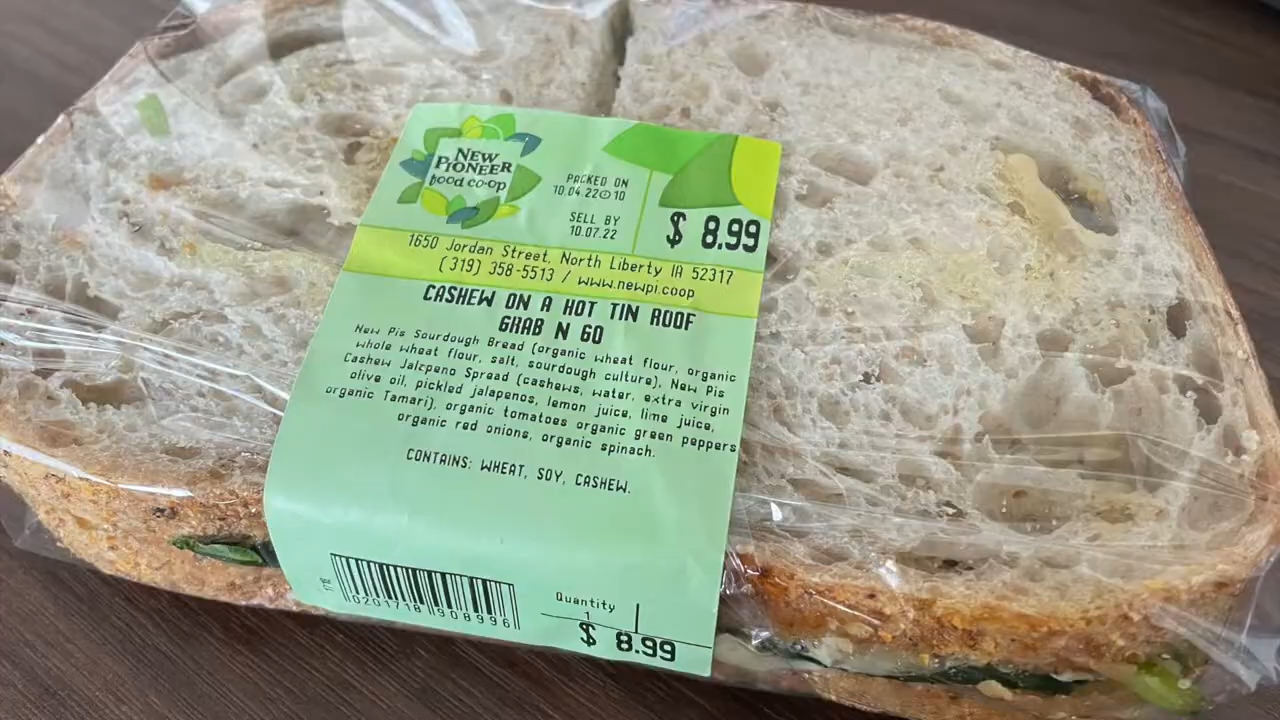 NEW
PIONEER
food co-op
PACKED ON
10.04.22 10
SELL BY
10.07.22
$ 8.99
1650 Jordan Street, North Liberty IA 52317
(319) 358-5513 / www.newpi.coop
CASHEW ON A HOT TIN ROOF
GRAB N GO
New Pis Sourdough Bread (organic wheat flour, organic
whole wheat flour, salt, sourdough culture), New Pis
Cashew Jalepeno Spread (cashews, water, extra virgin
olive oil, pickled jalapenos, lemon juice, lime juice,
organic Tamari), organic tomatoes organic green peppers
organic red onions, organic spinach.
CONTAINS: WHEAT, SOY, CASHEW.
0201718 908996
Quantity
1
$ 8.99